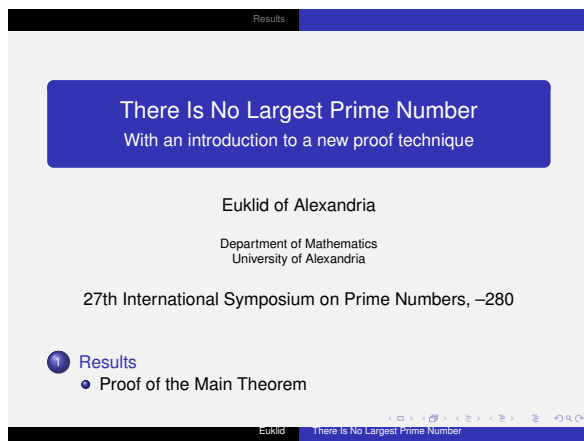 Results
There Is No Largest Prime Number
With an introduction to a new proof technique
Euklid of Alexandria
Department of Mathematics
University of Alexandria
27th International Symposium on Prime Numbers, –280
1 Results
Proof of the Main Theorem
Euklid There Is No Largest Prime Number